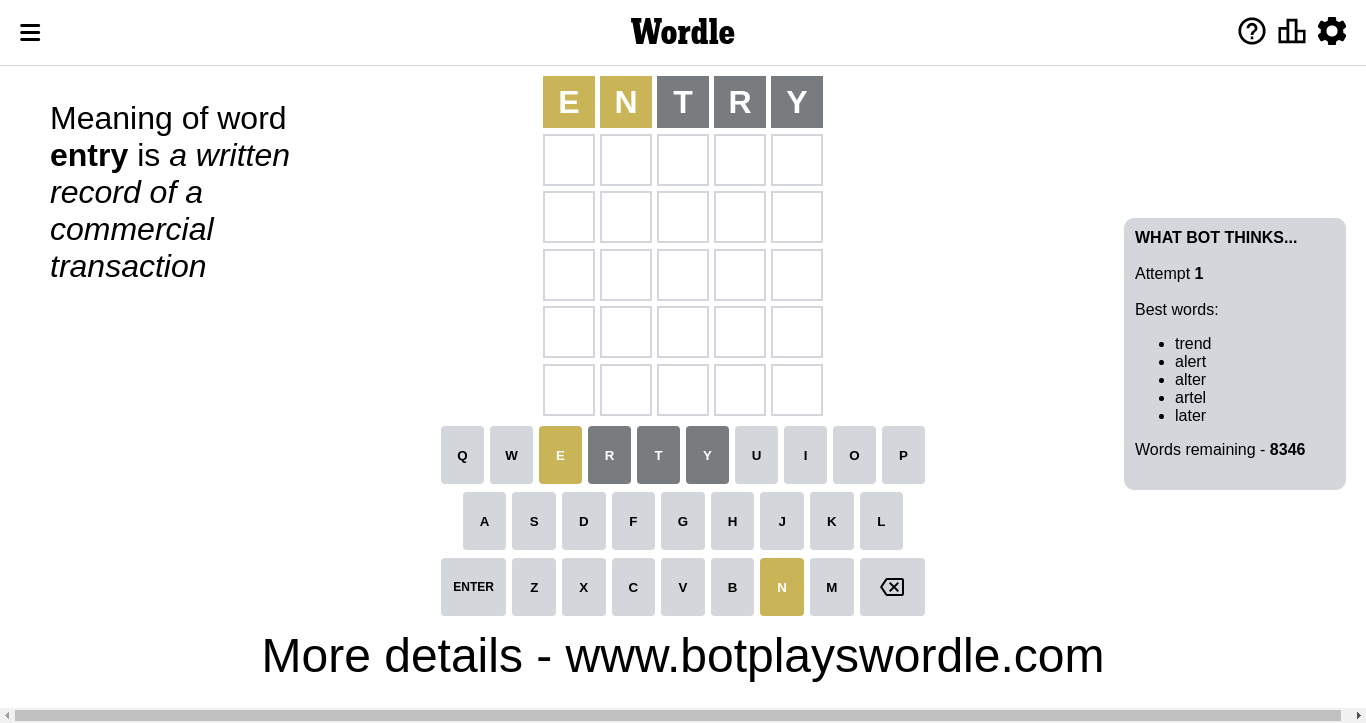 Wordle
Meaning of word
entry is a written
record of a
commercial
transaction
E N T R Y
WHAT BOT THINKS...
Attempt 1
Best words:
trend
alert
alter
artel
later
Words remaining - 8346
Q W E R T Y U I O P
A S D F G H J K L
ENTER Z X C V B N M
More details - www.botplayswordle.com